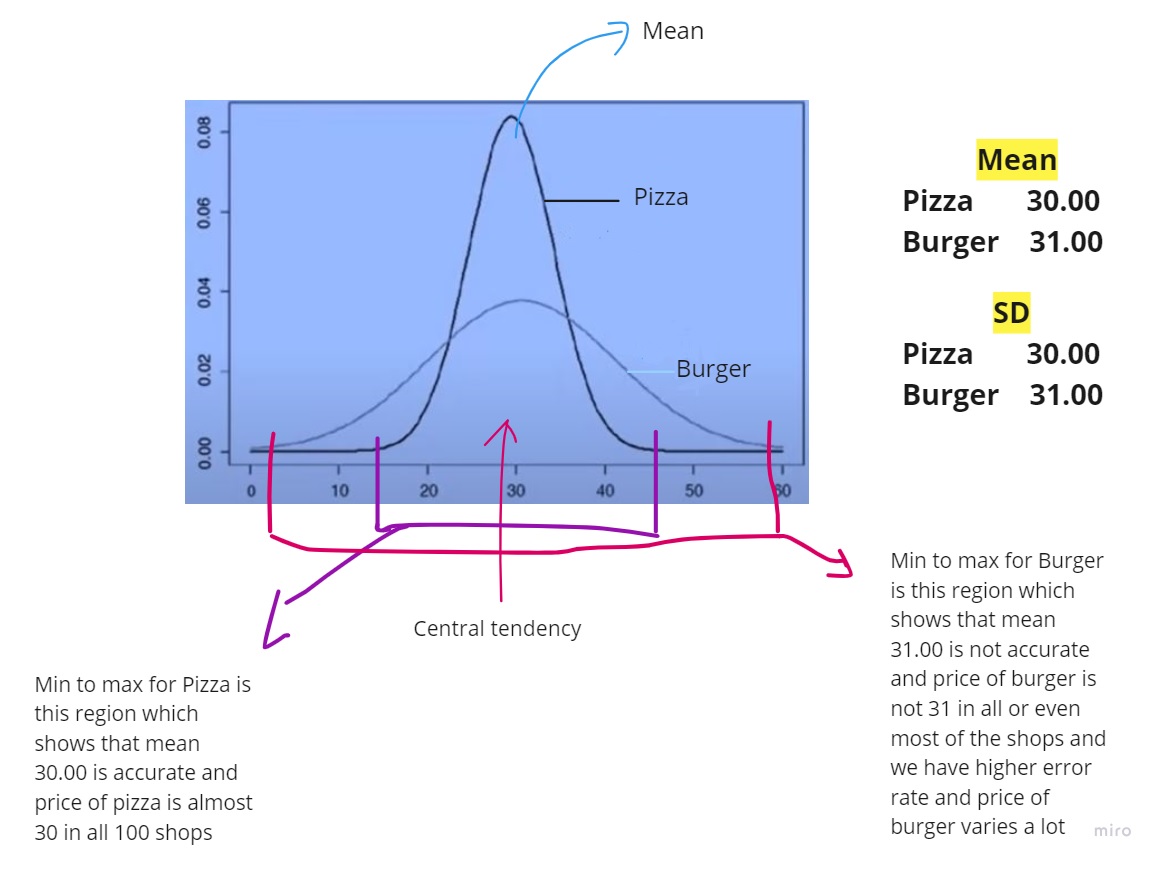 Mean
0.08
0.06
0.04
0.02
0.00
Pizza
Burger
0 10 20 30 40 50 60
Central tendency
Mean
Pizza 30.00
Burger 31.00
SD
Pizza 30.00
Burger 31.00
Min to max for Pizza is
this region which
shows that mean
30.00 is accurate and
price of pizza is almost
30 in all 100 shops
Min to max for Burger
is this region which
shows that mean
31.00 is not accurate
and price of burger is
not 31 in all or even
most of the shops and
we have higher error
rate and price of
burger varies a lot
miro